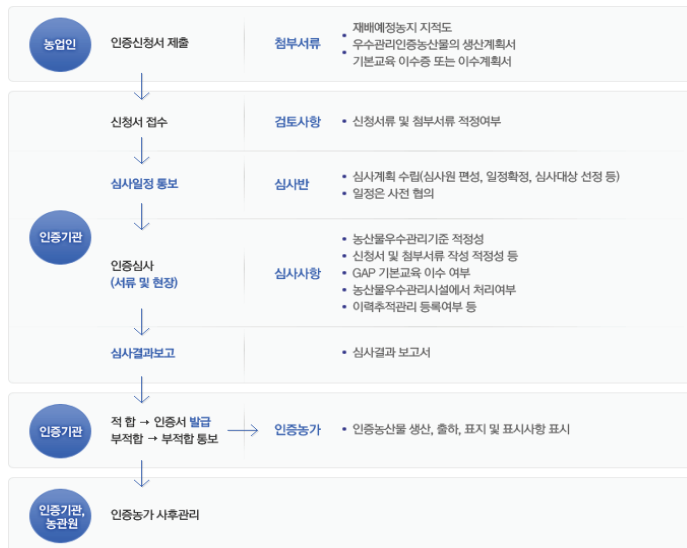 농업인
인증신청서 제출
첨부서류
• 재배예정농지 지적도
• 우수관리인증농산물의 생산계획서
• 기본교육 이수증 또는 이수계획서
신청서 접수
검토사항
• 신청서류 및 첨부서류 적정여부
심사일정 통보
심사반
• 심사계획 수립(심사원 편성, 일정확정, 심사대상 선정 등)
• 일정은 사전 협의
인증기관
인증심사
(서류 및 현장)
심사사항
• 농산물우수관리기준 적정성
• 신청서 및 첨부서류 작성 적정성 등
• GAP 기본교육 이수 여부
• 농산물우수관리시설에서 처리여부
• 이력추적관리 등록여부 등
심사결과보고
• 심사결과 보고서
인증기관
적 합 → 인증서 발급
부적합 → 부적합 통보
인증농가
• 인증농산물 생산, 출하, 표지 및 표시사항 표시
인증기관,
농관원
인증농가 사후관리